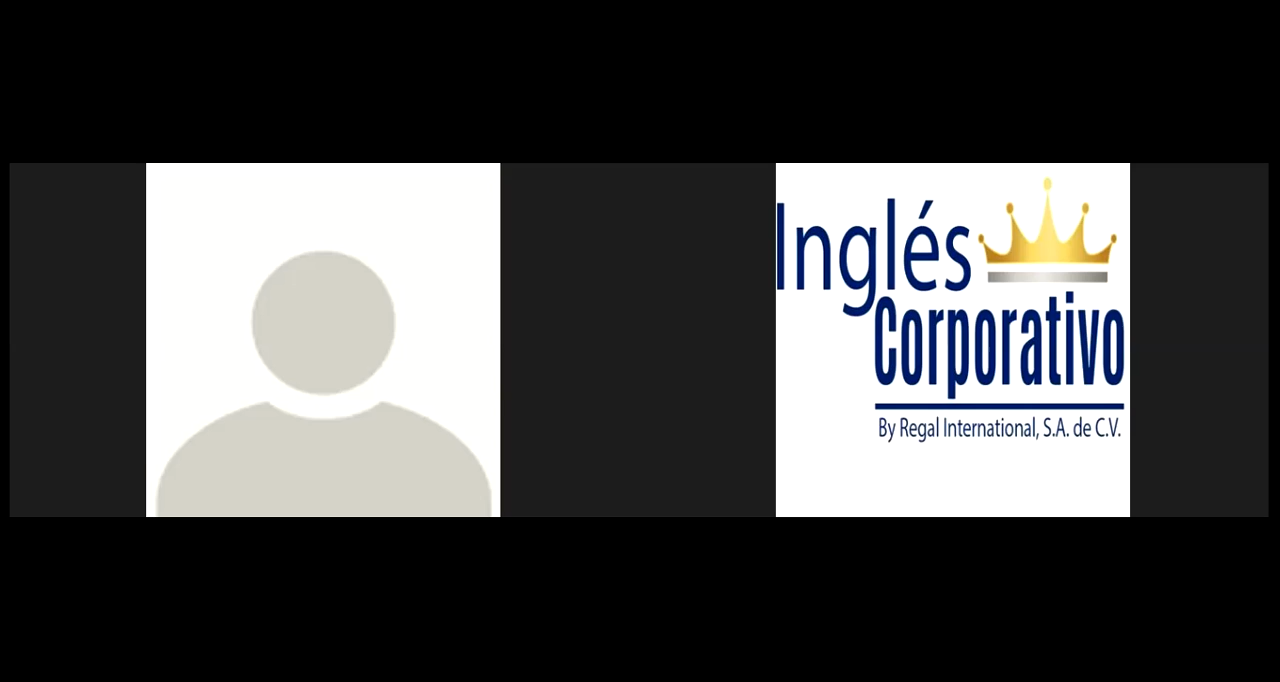 Inglés
Corporativo
By Regal International, S.A. de C.V.